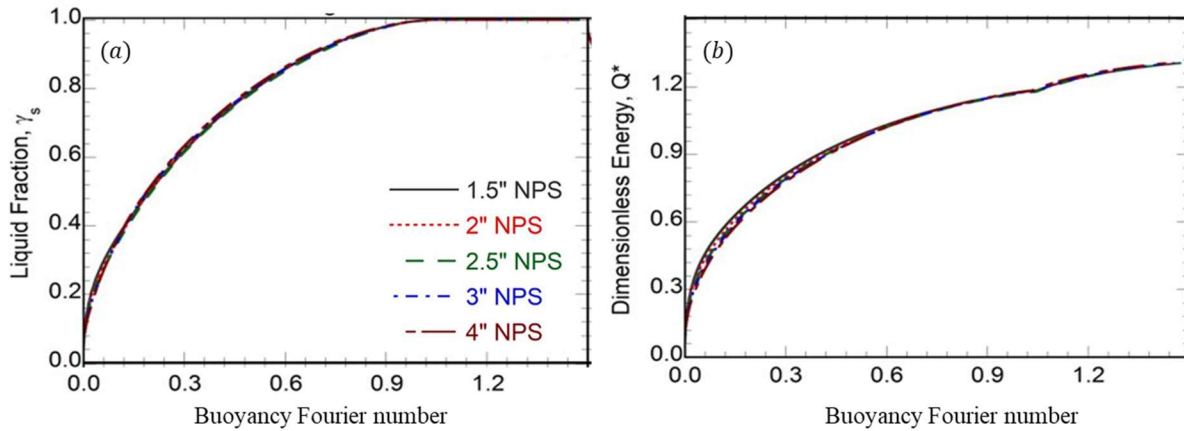 (a)
Liquid Fraction, γs
1.0
0.8
0.6
0.4
0.2
0.0
1.5" NPS
2" NPS
2.5" NPS
3" NPS
4" NPS
0.0 0.3 0.6 0.9 1.2
Buoyancy Fourier number
(b)
Dimensionless Energy, Q*
1.2
0.9
0.6
0.3
0.0
0.0 0.3 0.6 0.9 1.2
Buoyancy Fourier number